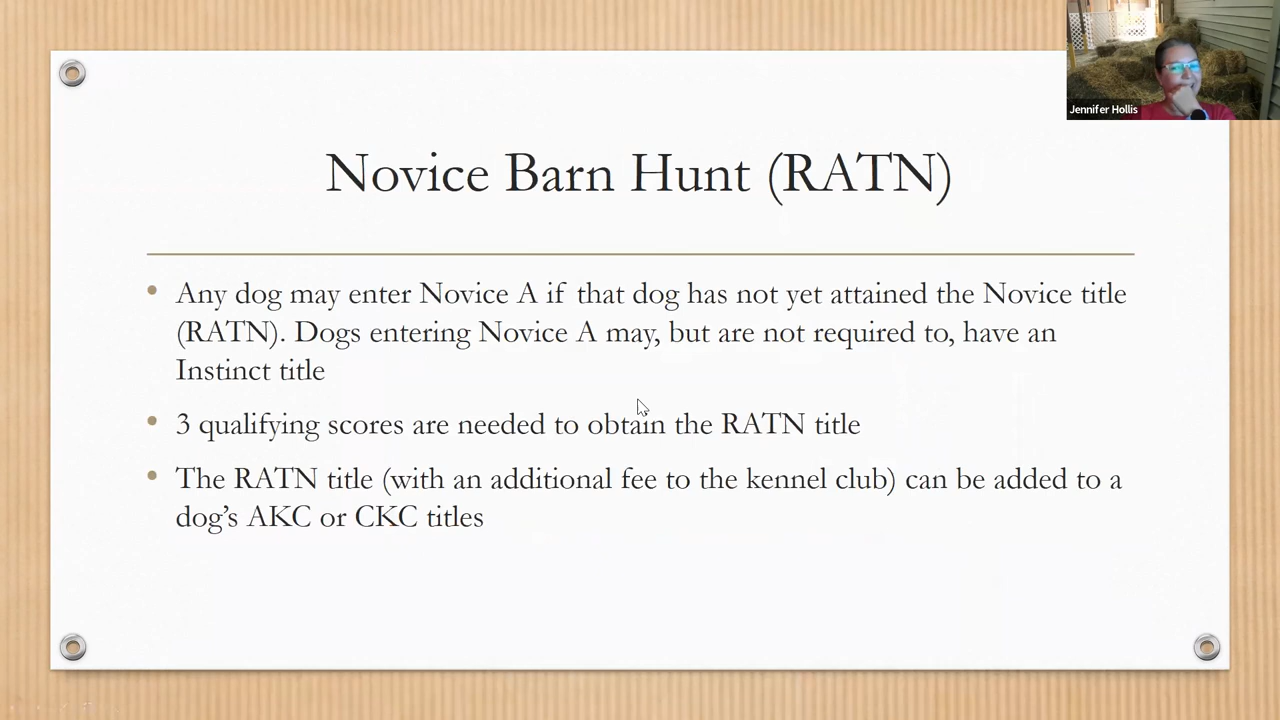 Jennifer Hollis
Novice Barn Hunt (RATN)
Any dog may enter Novice A if that dog has not yet attained the Novice title
(RATN). Dogs entering Novice A may, but are not required to, have an
Instinct title
3 qualifying scores are needed to obtain the RATN title
The RATN title (with an additional fee to the kennel club) can be added to a
dog’s AKC or CKC titles